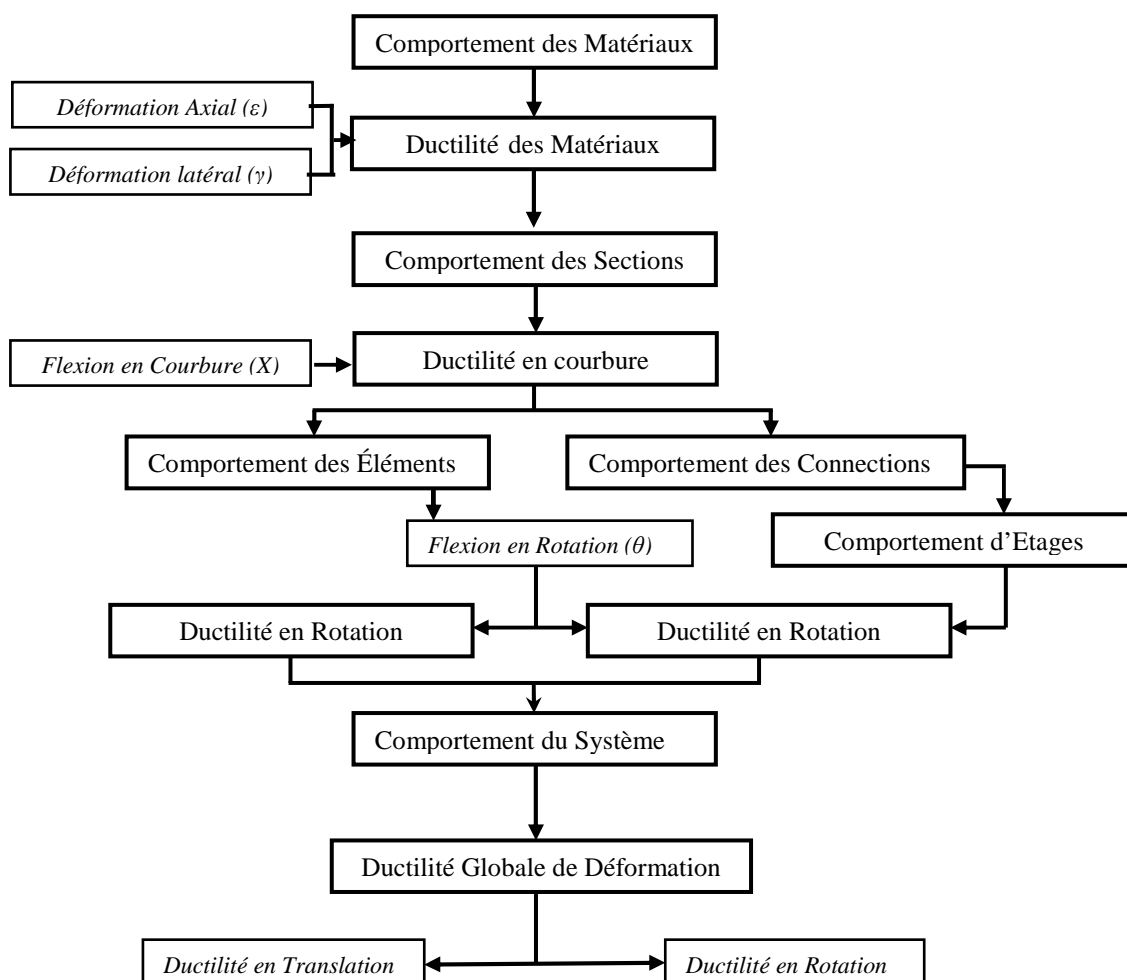 Comportement des Matériaux
Déformation Axial (ε)
Ductilité des Matériaux
Déformation latéral (γ)
Comportement des Sections
Ductilité en courbure
Flexion en Courbure (X)
Comportement des Éléments
Comportement des Connections
Flexion en Rotation (θ)
Comportement d’Etages
Ductilité en Rotation
Ductilité en Rotation
Comportement du Système
Ductilité Globale de Déformation
Ductilité en Translation
Ductilité en Rotation